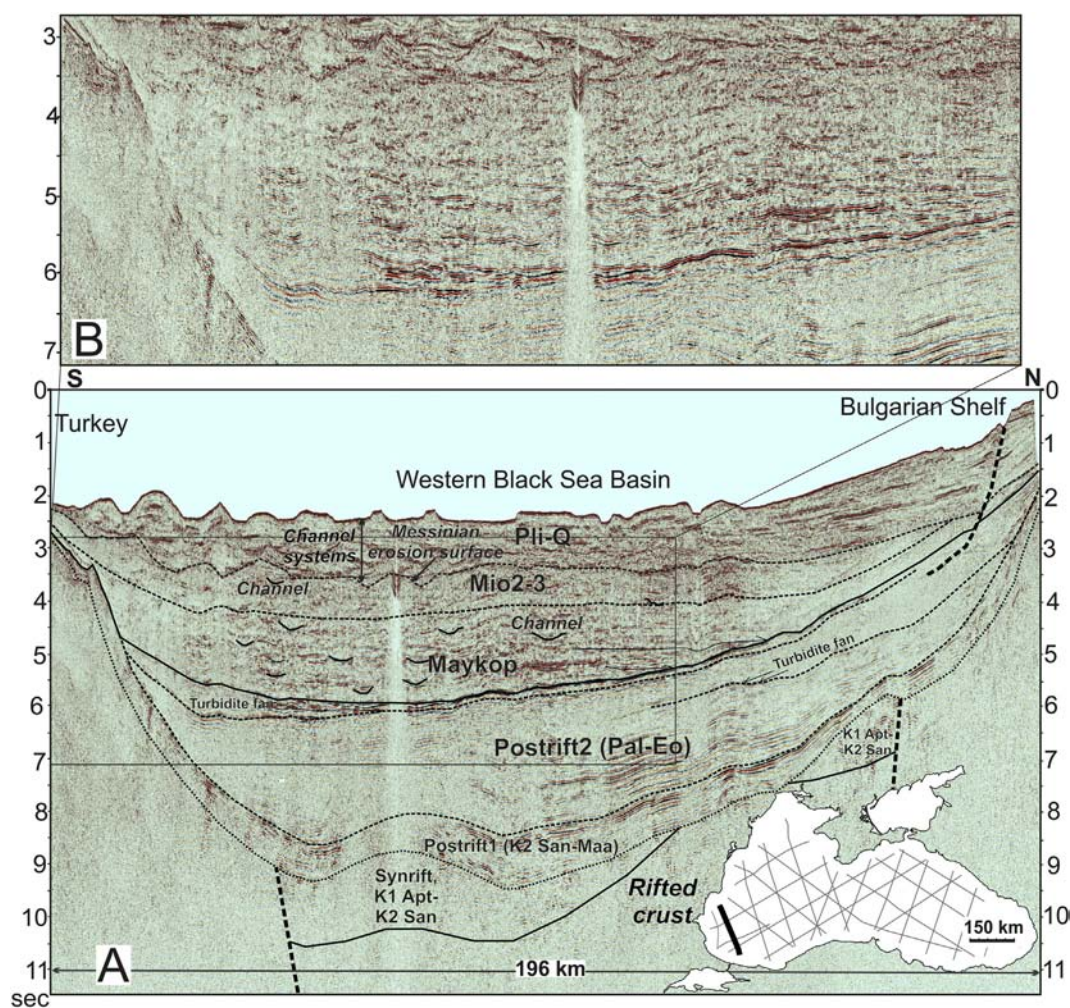 3
4
5
6
7
B
S
N
0
1
2
3
4
5
6
7
8
9
10
11
sec
0
1
2
3
4
5
6
7
8
9
10
11
Turkey
Bulgarian Shelf
Western Black Sea Basin
Channel
systems
Messinian
erosion surface
Pli-Q
Channel
Mio2-3
Channel
Maykop
Turbidite fan
Turbidite fan
Postrift2 (Pal-Eo)
K1 Apt-
K2 San
Postrift1 (K2 San-Maa)
Synrift,
K1 Apt-
K2 San
Rifted
crust
150 km
A
196 km